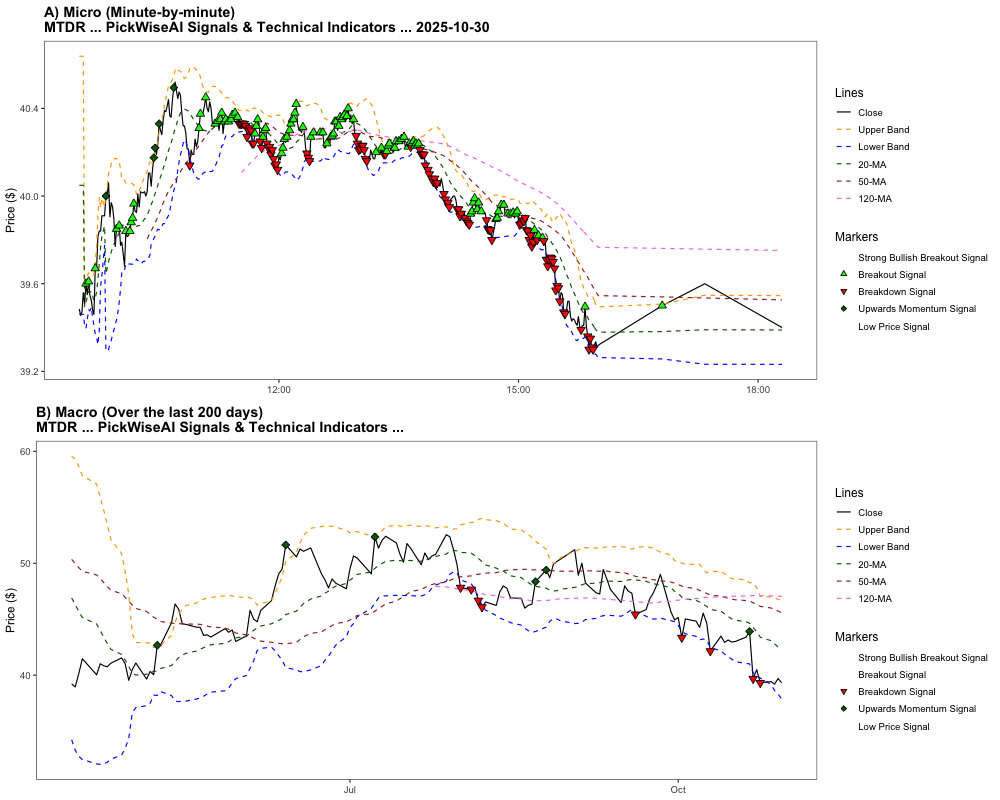 A) Micro (Minute-by-minute)
MTDR ... PickWiseAI Signals & Technical Indicators ... 2025-10-30
Price ($)
40.4
40.0
39.6
39.2
12:00
15:00
18:00
Lines
Close
Upper Band
Lower Band
20-MA
50-MA
120-MA
Markers
Strong Bullish Breakout Signal
Breakout Signal
Breakdown Signal
Upwards Momentum Signal
Low Price Signal
B) Macro (Over the last 200 days)
MTDR ... PickWiseAI Signals & Technical Indicators ...
Price ($)
60
50
40
Jul
Oct
Lines
Close
Upper Band
Lower Band
20-MA
50-MA
120-MA
Markers
Strong Bullish Breakout Signal
Breakout Signal
Breakdown Signal
Upwards Momentum Signal
Low Price Signal